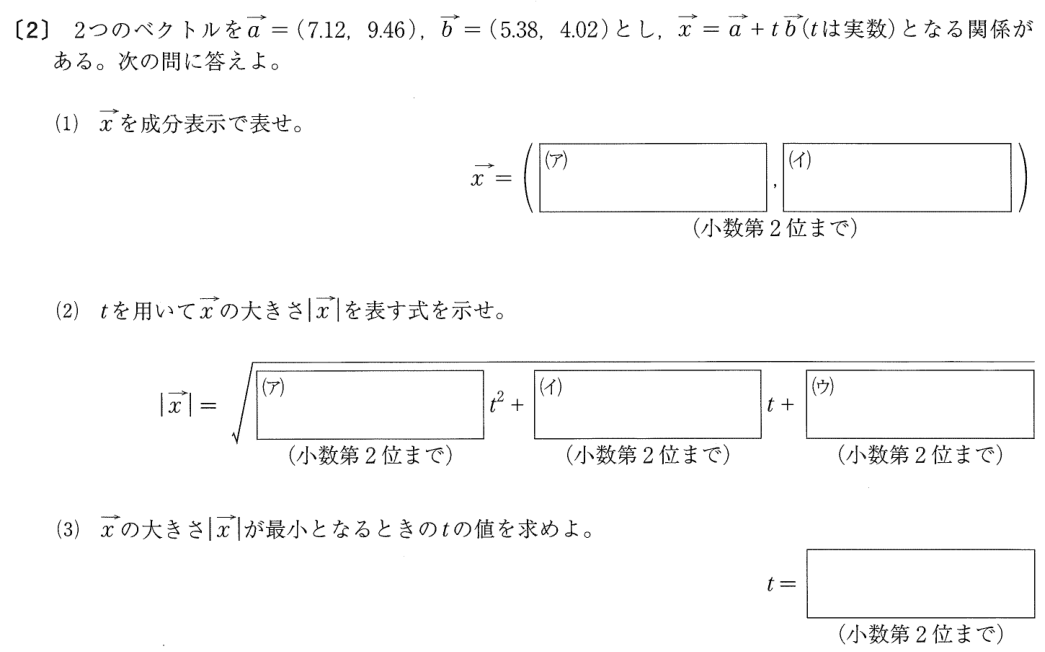 〔2〕 2つのベクトルを a→ = (7.12, 9.46), b→ = (5.38, 4.02) とし, x→ = a→ + t b→ (tは実数)となる関係が
ある。次の問に答えよ。
(1) x→ を成分表示で表せ。
x→ = ( (ア) , (イ) )
(小数第2位まで)
(2) tを用いて x→ の大きさ| x→ |を表す式を示せ。
| x→ | = √ (ア) t² + (イ) t + (ウ)
(小数第2位まで) (小数第2位まで) (小数第2位まで)
(3) x→ の大きさ| x→ |が最小となるときのtの値を求めよ。
t =
(小数第2位まで)